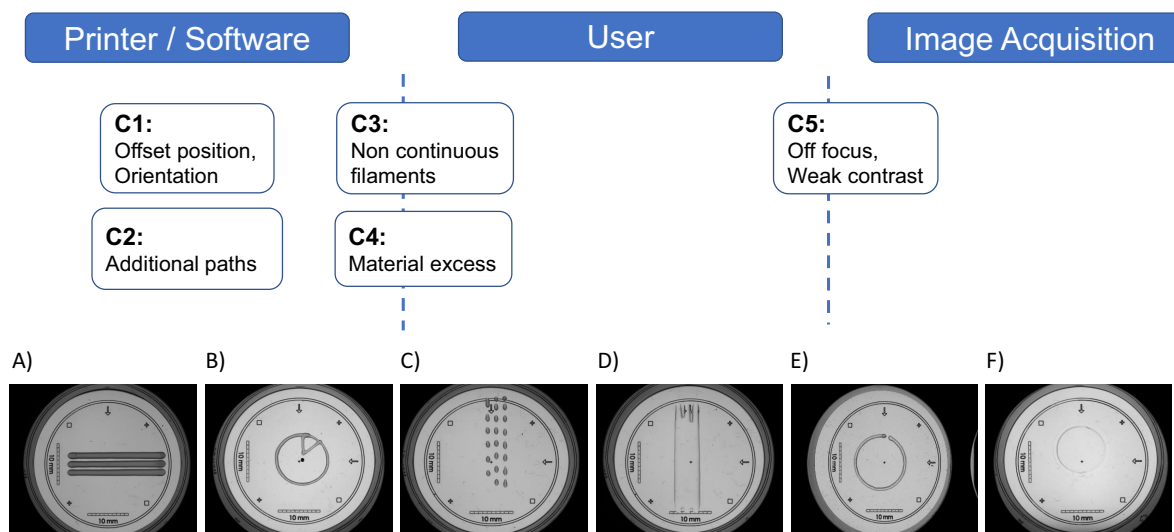 Printer / Software
User
Image Acquisition
C1:
Offset position,
Orientation
C3:
Non continuous
filaments
C5:
Off focus,
Weak contrast
C2:
Additional paths
C4:
Material excess
A)
B)
C)
D)
E)
F)
10 mm
10 mm
10 mm
10 mm
10 mm
10 mm
10 mm
10 mm
10 mm
10 mm
10 mm
10 mm